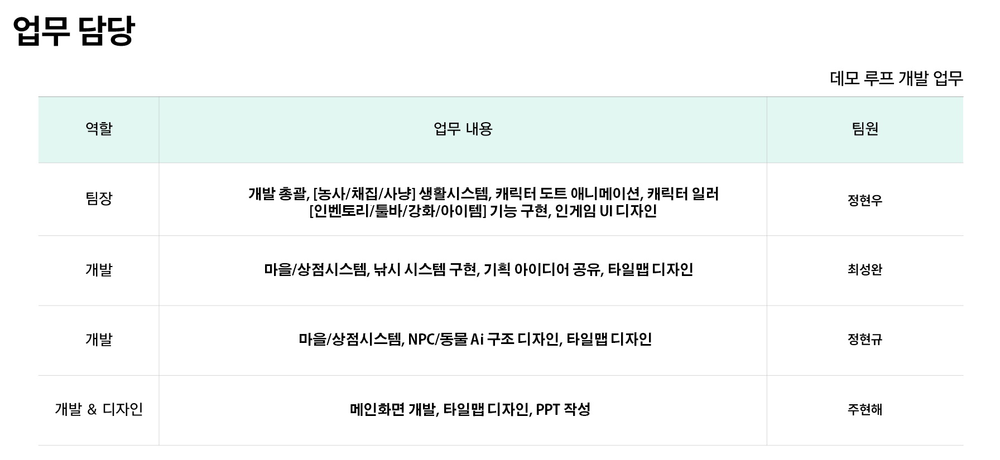 업무 담당
데모 루프 개발 업무
역할 업무 내용 팀원
팀장 개발 총괄, [농사/채집/사냥] 생활시스템, 캐릭터 도트 애니메이션, 캐릭터 일러 정현우
[인벤토리/툴바/강화/아이템] 기능 구현, 인게임 UI 디자인
개발 마을/상점시스템, 낚시 시스템 구현, 기획 아이디어 공유, 타일맵 디자인 최성완
개발 마을/상점시스템, NPC/동물 Ai 구조 디자인, 타일맵 디자인 정현규
개발 & 디자인 메인화면 개발, 타일맵 디자인, PPT 작성 주현해